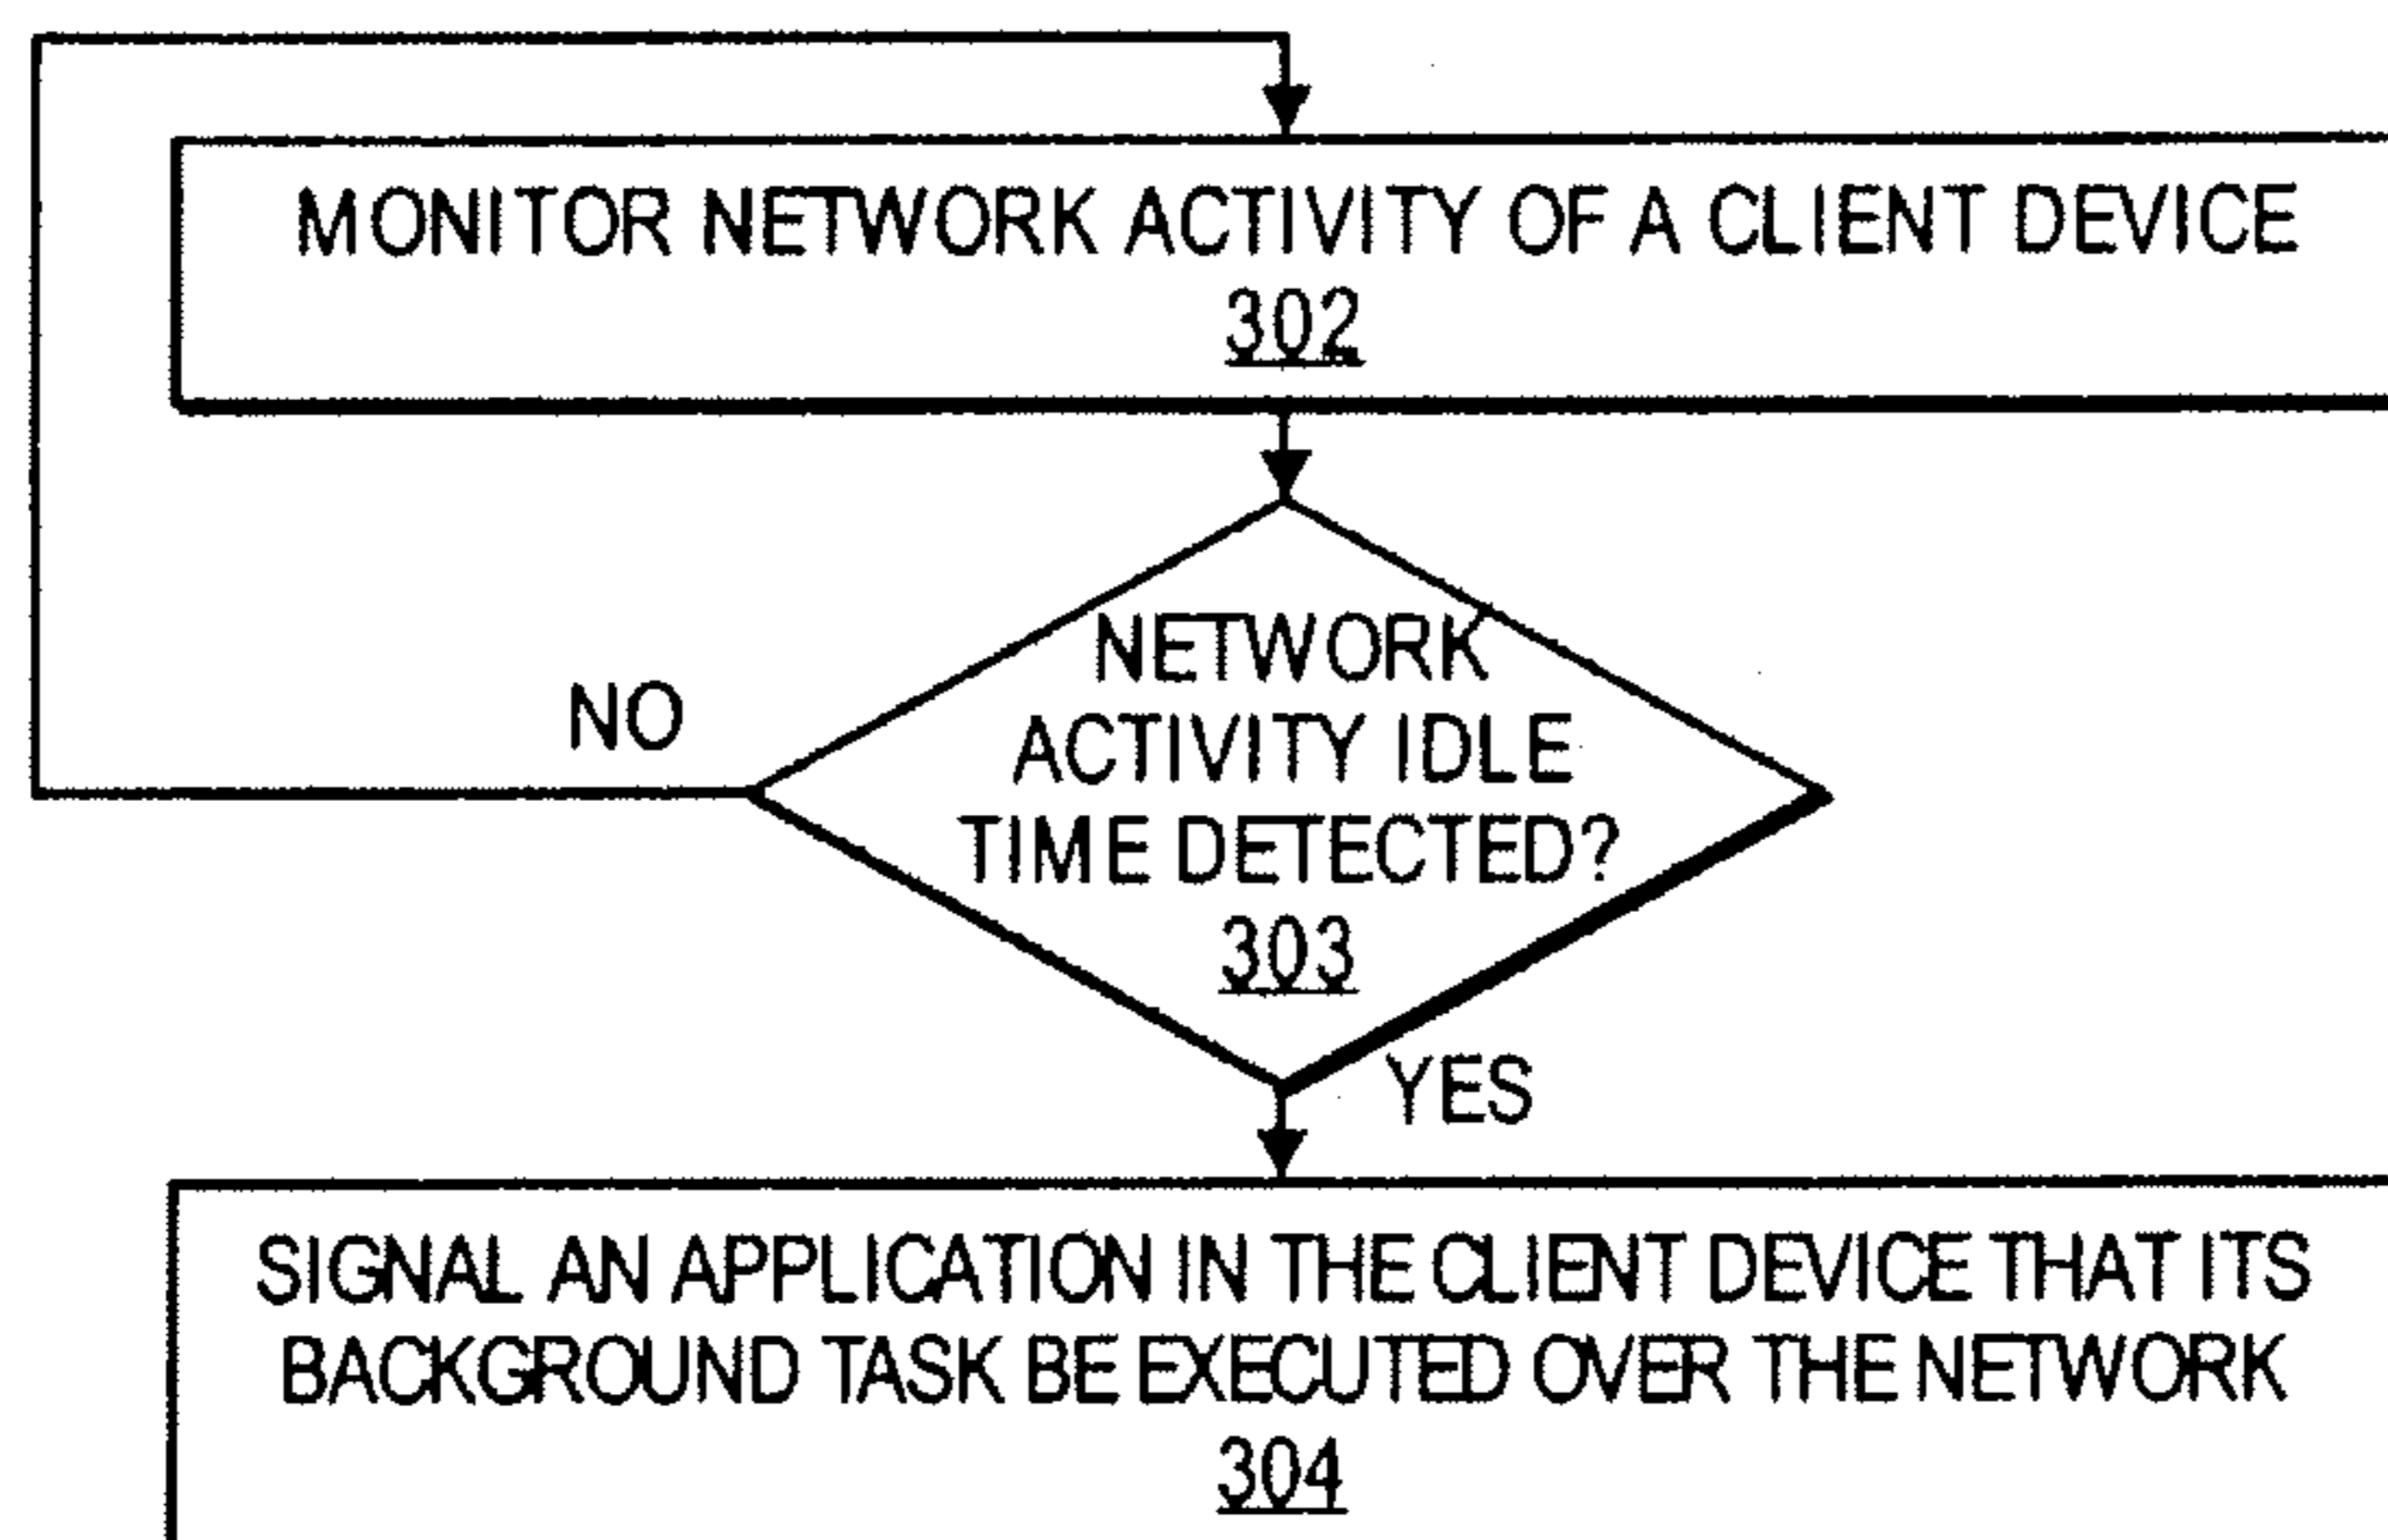 MONITOR NETWORK ACTIVITY OF A CLIENT DEVICE
302
NETWORK
ACTIVITY IDLE
TIME DETECTED?
303
NO
YES
SIGNAL AN APPLICATION IN THE CLIENT DEVICE THAT ITS
BACKGROUND TASK BE EXECUTED OVER THE NETWORK
304